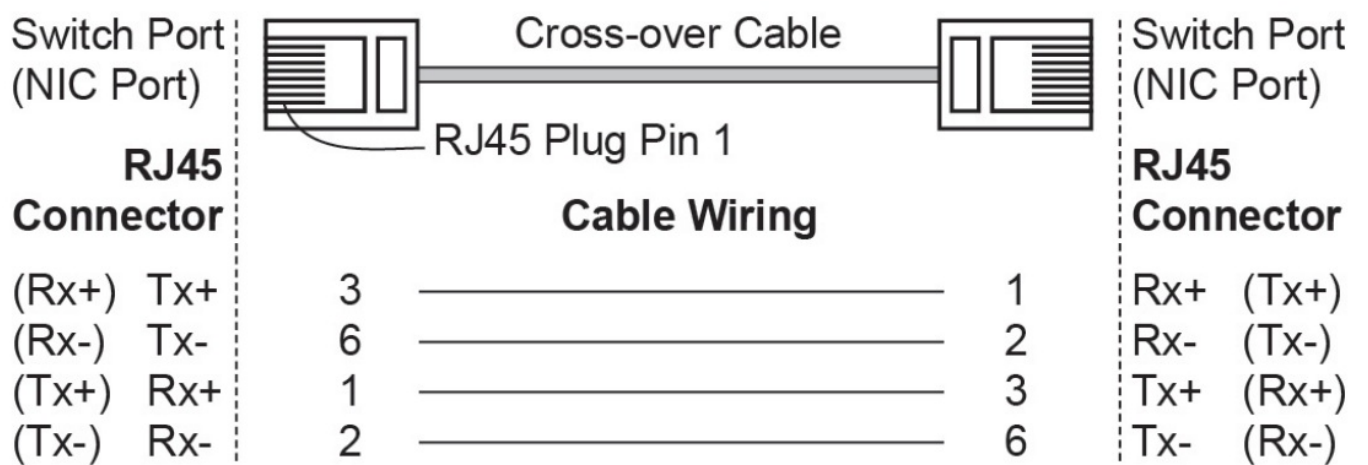 Switch Port
(NIC Port)
Cross-over Cable
Switch Port
(NIC Port)
RJ45 Plug Pin 1
RJ45
Connector
Cable Wiring
RJ45
Connector
(Rx+) Tx+ 3 1 Rx+ (Tx+)
(Rx-) Tx- 6 2 Rx- (Tx-)
(Tx+) Rx+ 1 3 Tx+ (Rx+)
(Tx-) Rx- 2 6 Tx- (Rx-)